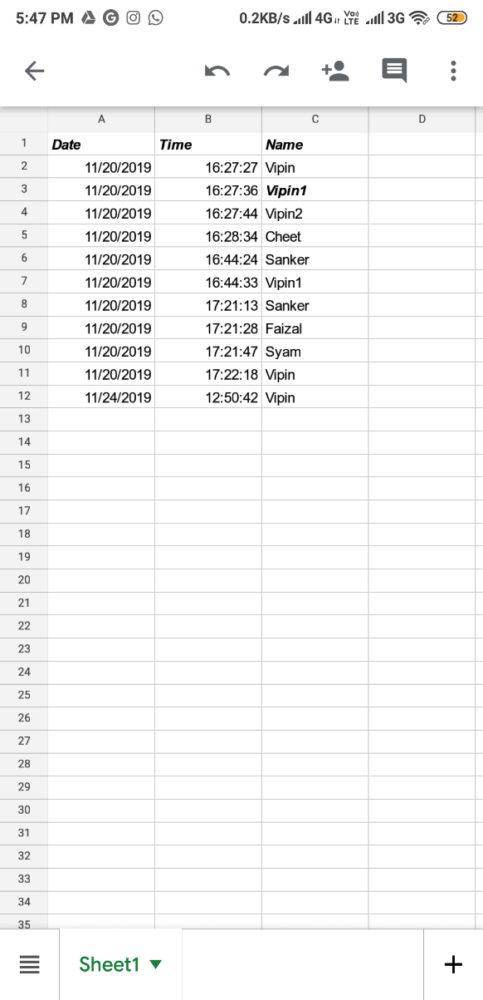 5:47 PM 0.2KB/s 4G Vo) LTE 3G 52
A B C D
1 Date Time Name
2 11/20/2019 16:27:27 Vipin
3 11/20/2019 16:27:36 Vipin1
4 11/20/2019 16:27:44 Vipin2
5 11/20/2019 16:28:34 Cheet
6 11/20/2019 16:44:24 Sanker
7 11/20/2019 16:44:33 Vipin1
8 11/20/2019 17:21:13 Sanker
9 11/20/2019 17:21:28 Faizal
10 11/20/2019 17:21:47 Syam
11 11/20/2019 17:22:18 Vipin
12 11/24/2019 12:50:42 Vipin
13
14
15
16
17
18
19
20
21
22
23
24
25
26
27
28
29
30
31
32
33
34
35
Sheet1